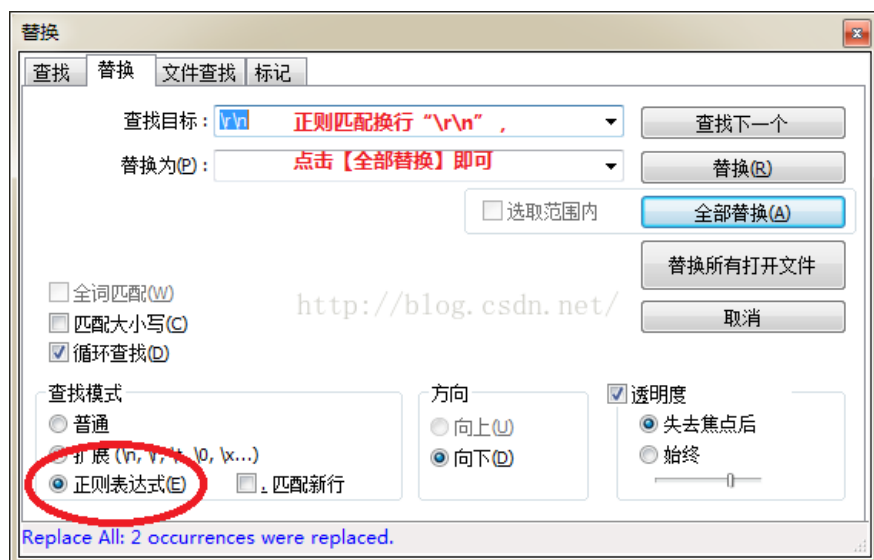 替换
查找 替换 文件查找 标记
查找目标： \r\n 正则匹配换行“\r\n”， 查找下一个
替换为(P)： 点击【全部替换】即可 替换(R)
选取范围内 全部替换(A)
替换所有打开文件
全词匹配(W)
http://blog.csdn.net/
匹配大小写(C) 取消
循环查找(D)
查找模式 方向 透明度
普通 向上(U) 失去焦点后
扩展 (\n, \r, \t, \0, \x...) 向下(D) 始终
正则表达式(E) . 匹配新行
Replace All: 2 occurrences were replaced.